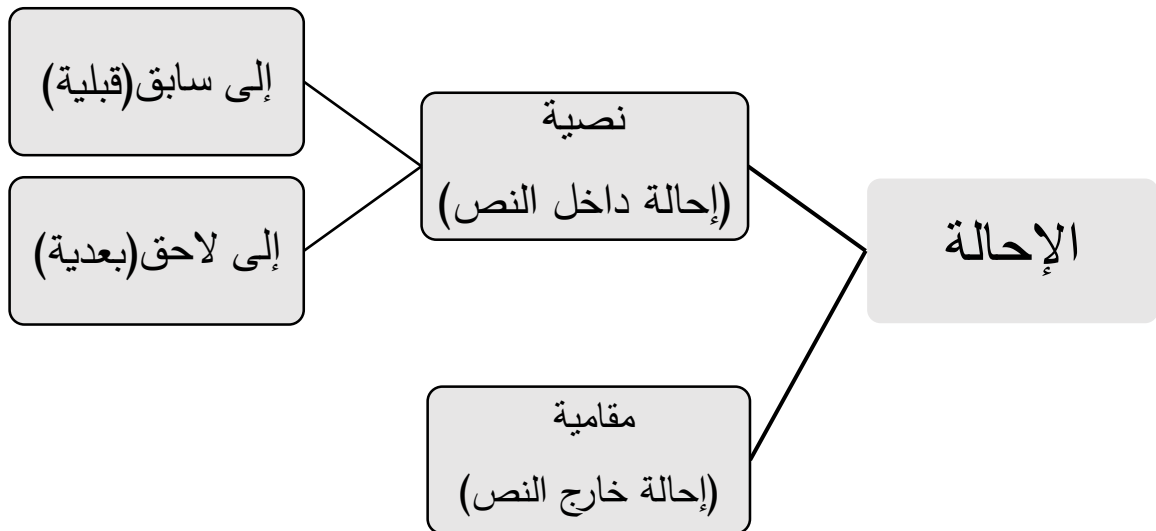 الإحالة
نصية
(إحالة داخل النص)
إلى سابق(قبلية)
إلى لاحق(بعدية)
مقامية
(إحالة خارج النص)